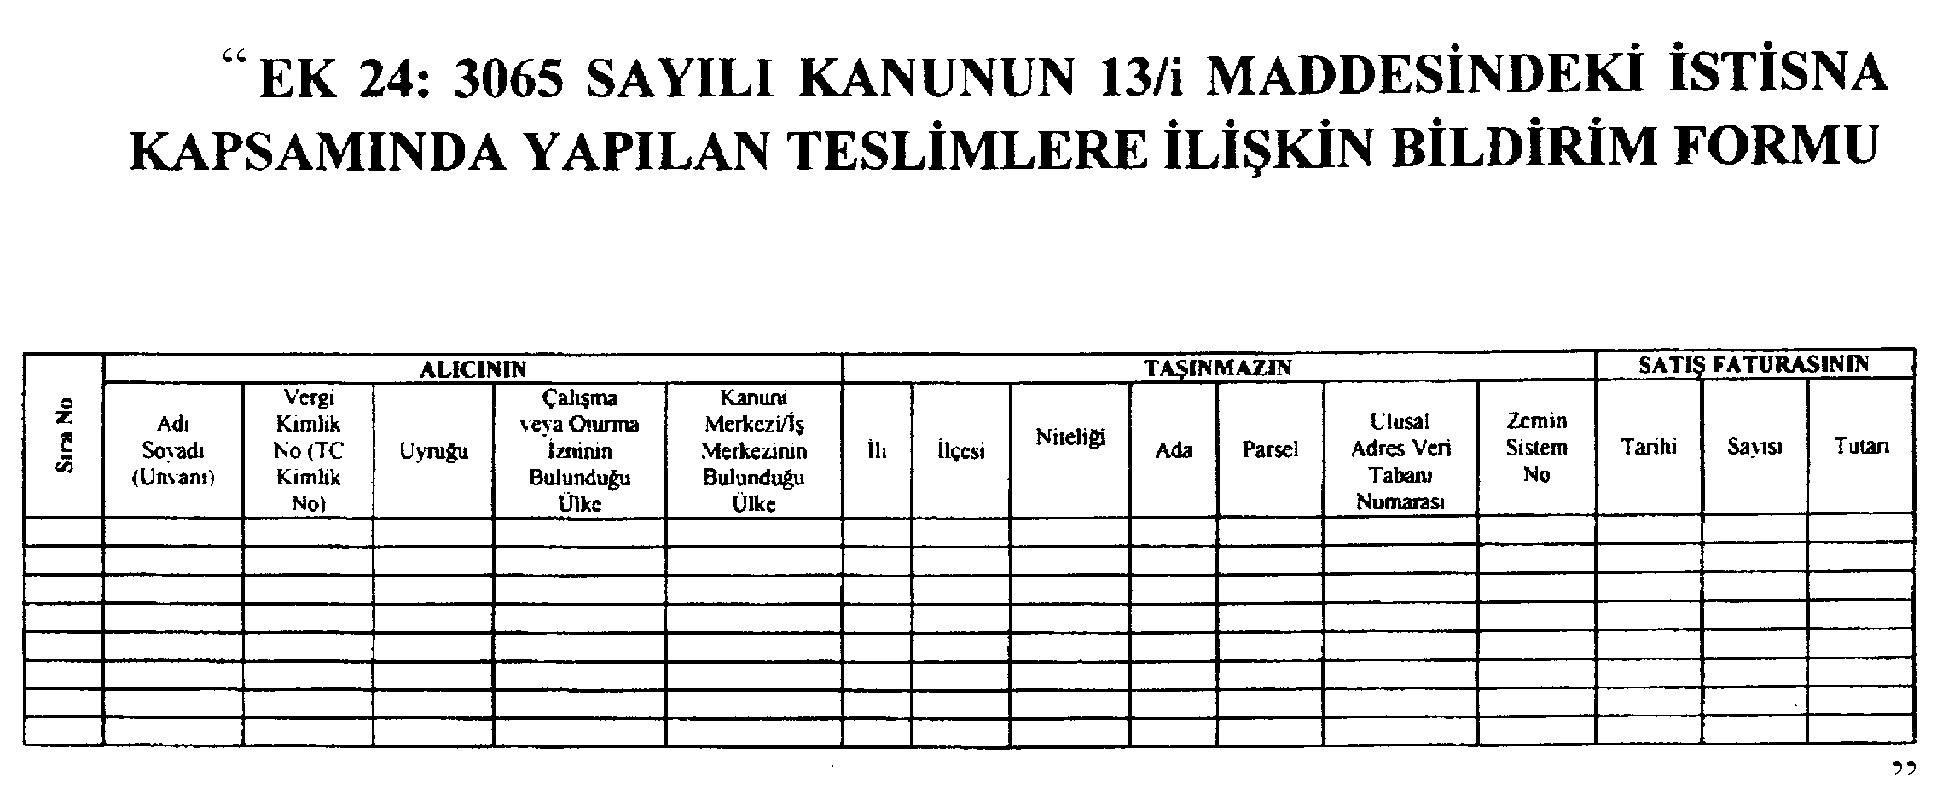 “ EK 24: 3065 SAYILI KANUNUN 13/i MADDESİNDEKİ İSTİSNA
KAPSAMINDA YAPILAN TESLİMLERE İLİŞKİN BİLDİRİM FORMU
Sıra No
ALICININ
TAŞINMAZIN
SATIŞ FATURASININ
Adı
Soyadı
(Unvanı)
Vergi
Kimlik
No (TC
Kimlik
No)
Uyruğu
Çalışma
veya Oturma
İzninin
Bulunduğu
Ülke
Kanuni
Merkezi/İş
Merkezinin
Bulunduğu
Ülke
İli
İlçesi
Niteliği
Ada
Parsel
Ulusal
Adres Veri
Tabanı
Numarası
Zemin
Sistem
No
Tarihi
Sayısı
Tutarı
”